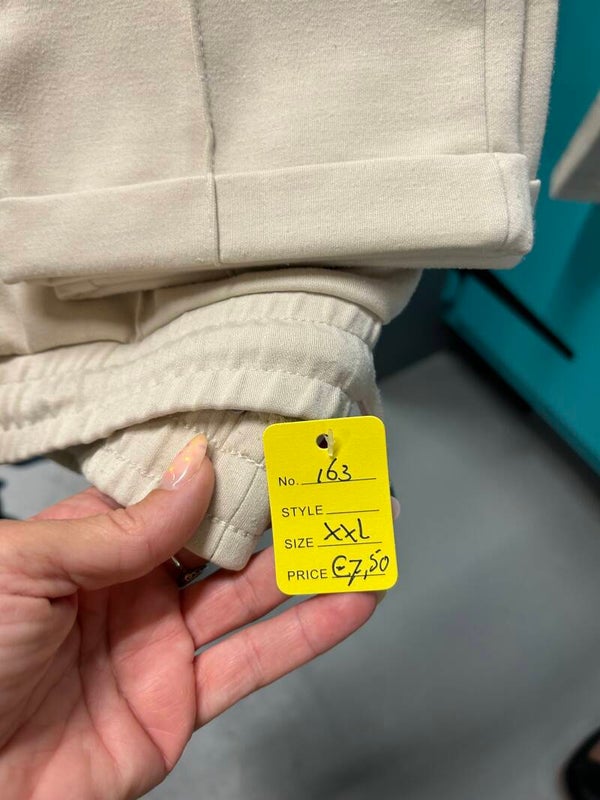 No. 163
STYLE
SIZE XXL
PRICE €7,50